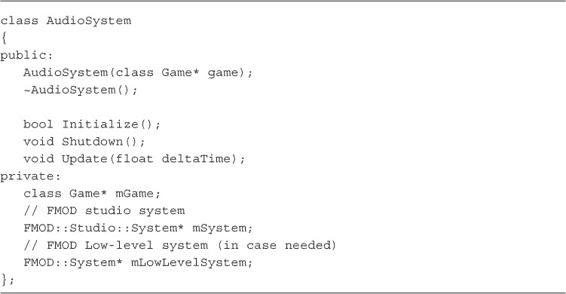 class AudioSystem
{
public:
   AudioSystem(class Game* game);
   ~AudioSystem();

   bool Initialize();
   void Shutdown();
   void Update(float deltaTime);
private:
   class Game* mGame;
   // FMOD studio system
   FMOD::Studio::System* mSystem;
   // FMOD Low-level system (in case needed)
   FMOD::System* mLowLevelSystem;
};